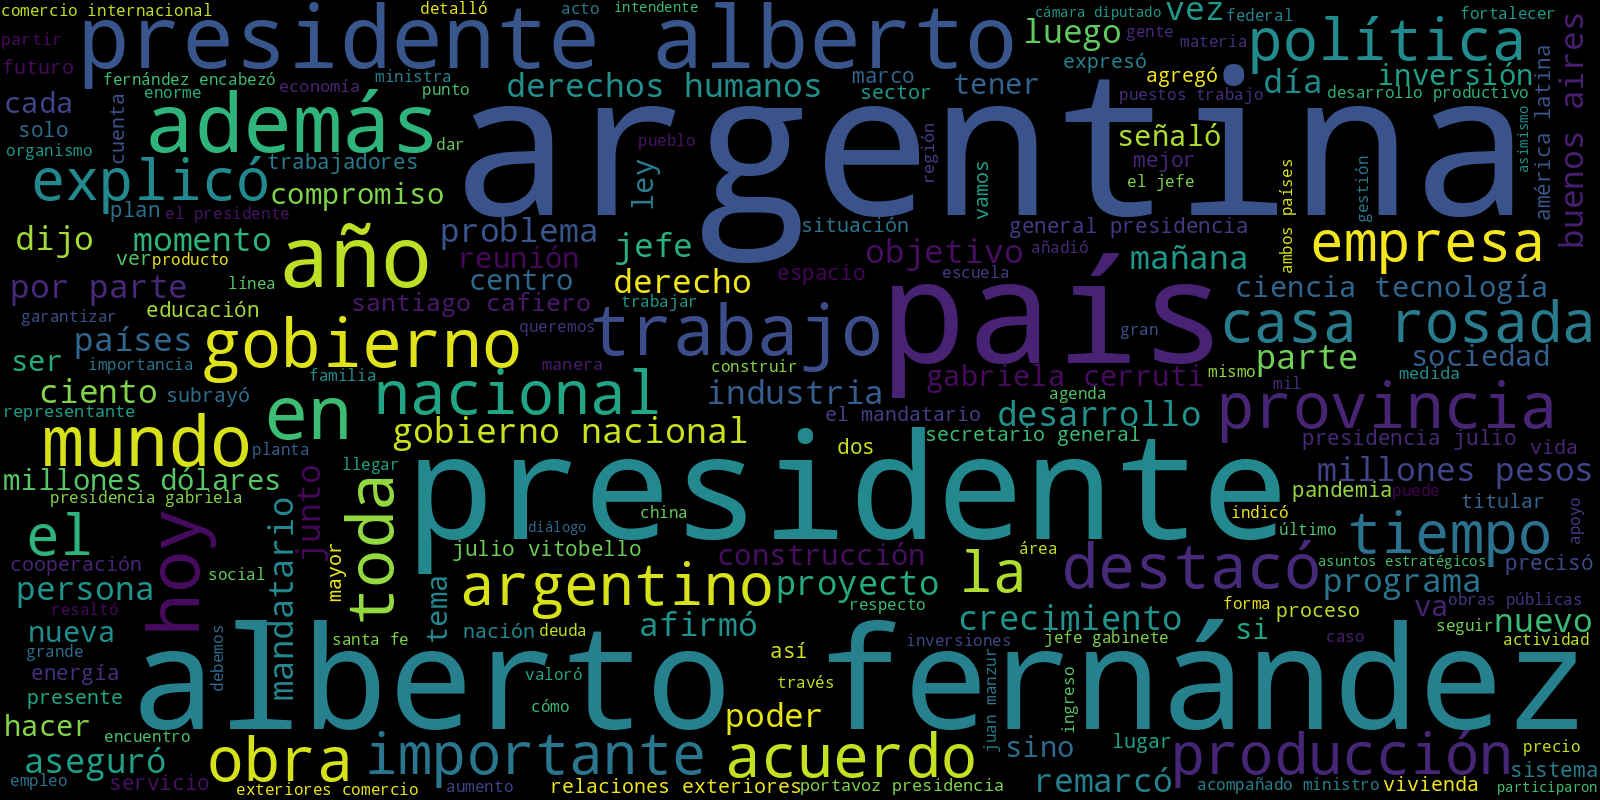 comercio internacional
detalló
acto
intendente
cámara diputado
vez
federal
fortalecer
partir
presidente alberto
luego
gente
materia
política
futuro
fernández encabezó
ministra
derechos humanos
marco
expresó
agregó
día
inversión
buenos aires
enorme
economía
punto
sector
tener
puestos trabajo
desarrollo productivo
cada
además
argentina
señaló
américa latina
asimismo
solo
cuenta
dar
pueblo
región
mejor
organismo
explicó
trabajadores
ley
vamos
el jefe
ambos países
gestión
compromiso
plan
el presidente
situación
general presidencia
dijo
momento
año
problema
jefe
objetivo
añadió
mañana
empresa
ver
producto
reunión
centro
derecho
espacio
escuela
por parte
línea
santiago cafiero
trabajar
país
ciencia tecnología
garantizar
educación
queremos
trabajo
gran
casa rosada
países
gobierno
ser
importancia
familia
manera
construir
gabriela cerruti
mismo
parte
sociedad
ciento
subrayó
en
nacional
industria
agenda
mil
medida
representante
el mandatario
desarrollo
provincia
mundo
gobierno nacional
dos
secretario general
presidencia julio
vida
planta
llegar
presidente
millones pesos
millones dólares
presidencia gabriela
toda
pandemia
puede
titular
mandatario
junto
china
indicó
último
apoyo
el
hoy
diálogo
tiempo
cooperación
mayor
julio vitobello
construcción
la
área
destacó
asuntos estratégicos
precisó
persona
social
argentino
proyecto
programa
resaltó
tema
respecto
crecimiento
forma
proceso
va
obras públicas
nueva
debemos
santa fe
nación
deuda
afirmó
inversiones
jefe gabinete
si
caso
seguir
nuevo
grande
alberto fernández
así
actividad
energía
valoró
través
juan manzur
ingreso
presente
cómo
hacer
encuentro
poder
aseguró
obra
importante
acuerdo
sino
lugar
producción
precio
empleo
servicio
remarcó
sistema
exteriores comercio
aumento
relaciones exteriores
portavoz presidencia
acompañado ministro
vivienda
participaron